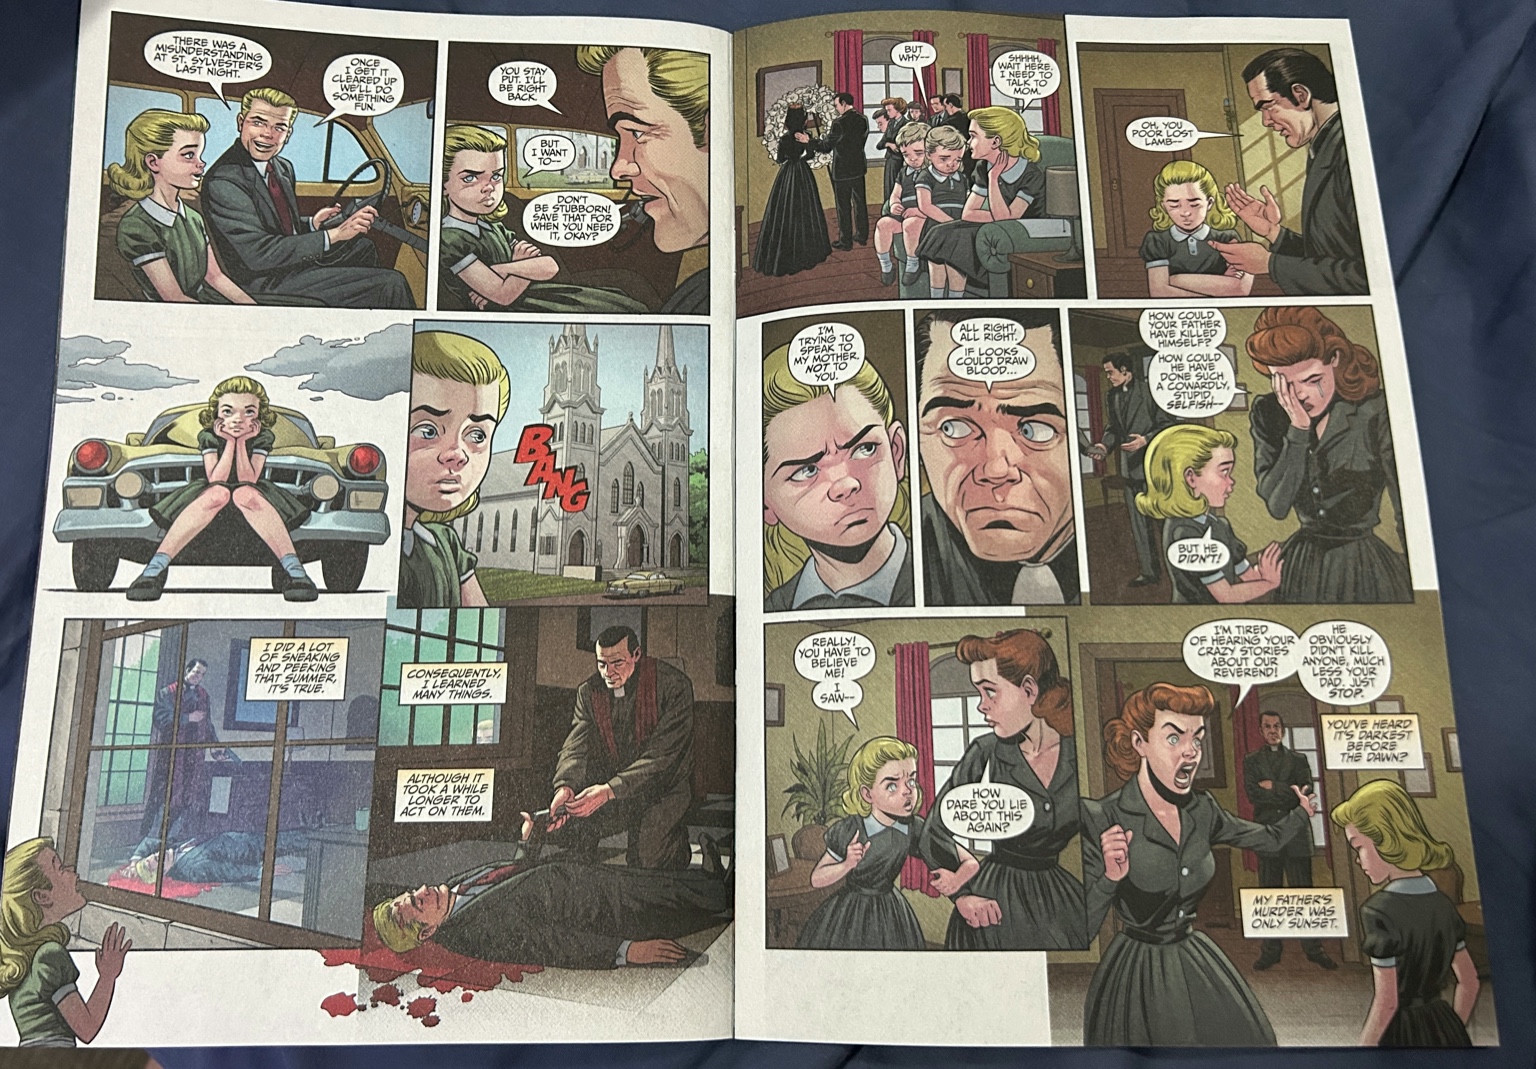 THERE WAS A
MISUNDERSTANDING
AT ST. SYLVESTER'S
LAST NIGHT.
ONCE
I GET IT
CLEARED UP
WE'LL DO
SOMETHING
FUN.
YOU STAY
PUT. I'LL
BE RIGHT
BACK.
BUT
I WANT
TO--
DON'T
BE STUBBORN!
SAVE THAT FOR
WHEN YOU NEED
IT, OKAY?
BANG
I DID A LOT
OF SNEAKING
AND PEEKING
THAT SUMMER,
IT'S TRUE.
CONSEQUENTLY,
I LEARNED
MANY THINGS.
ALTHOUGH IT
TOOK A WHILE
LONGER TO
ACT ON THEM.
BUT
WHY--
SHHHH,
WAIT HERE.
I NEED TO
TALK TO
MOM.
OH, YOU
POOR LOST
LAMB--
I'M
TRYING TO
SPEAK TO
MY MOTHER,
NOT TO
YOU.
ALL RIGHT,
ALL RIGHT.
IF LOOKS
COULD DRAW
BLOOD...
HOW COULD
YOUR FATHER
HAVE KILLED
HIMSELF?
HOW COULD
HE HAVE
DONE SUCH
A COWARDLY,
STUPID,
SELFISH--
BUT HE
DIDN'T!
REALLY!
YOU HAVE TO
BELIEVE
ME!
I
SAW--
HOW
DARE YOU LIE
ABOUT THIS
AGAIN?
I'M TIRED
OF HEARING YOUR
CRAZY STORIES
ABOUT OUR
REVEREND!
HE
OBVIOUSLY
DIDN'T KILL
ANYONE, MUCH
LESS YOUR
DAD. JUST
STOP.
YOU'VE HEARD
IT'S DARKEST
BEFORE
THE DAWN?
MY FATHER'S
MURDER WAS
ONLY SUNSET.